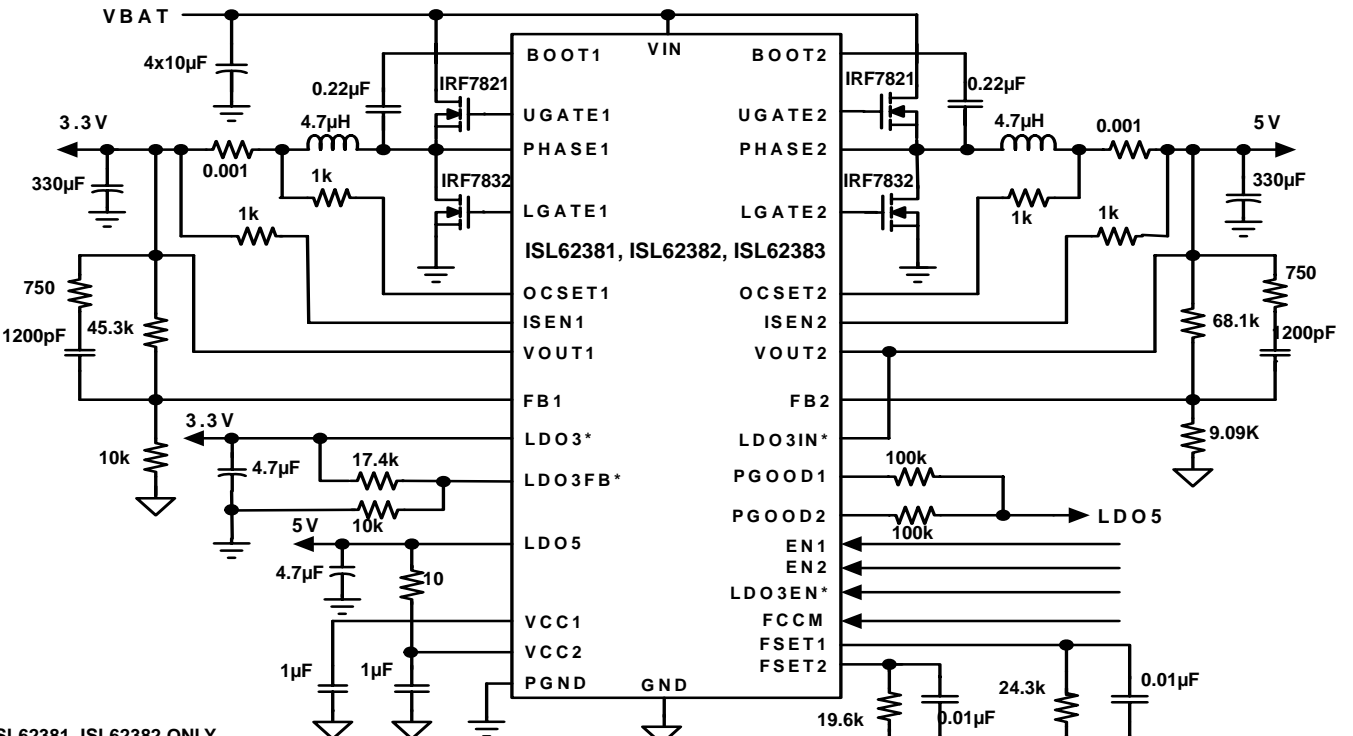 VBAT
4x10µF
0.22µF
IRF7821
BOOT1
VIN
BOOT2
IRF7821
0.22µF
UGATE1
UGATE2
3.3V
4.7µH
4.7µH
0.001
5V
0.001
PHASE1
PHASE2
330µF
1k
IRF7832
IRF7832
1k
330µF
1k
LGATE1
LGATE2
1k
ISL62381, ISL62382, ISL62383
750
OCSET1
OCSET2
750
1200pF
45.3k
ISEN1
ISEN2
68.1k
1200pF
VOUT1
VOUT2
FB1
FB2
3.3V
LDO3*
LDO3IN*
9.09K
10k
4.7µF
17.4k
LDO3FB*
PGOOD1
100k
10k
PGOOD2
100k
LDO5
5V
LDO5
EN1
4.7µF
10
EN2
LDO3EN*
VCC1
FCCM
FSET1
VCC2
FSET2
1µF
1µF
PGND
GND
19.6k
0.01µF
24.3k
0.01µF
ISL62381, ISL62382 ONLY